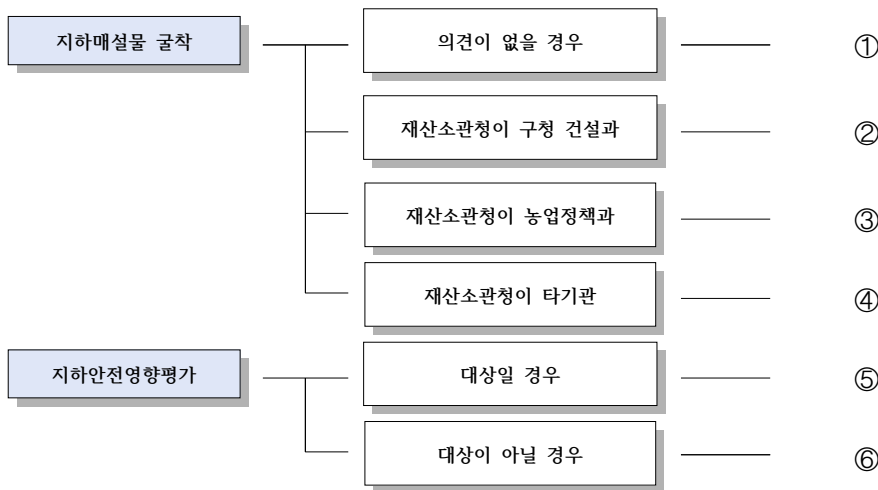 지하매설물 굴착
의견이 없을 경우 ①
재산소관청이 구청 건설과 ②
재산소관청이 농업정책과 ③
재산소관청이 타기관 ④
지하안전영향평가
대상일 경우 ⑤
대상이 아닐 경우 ⑥